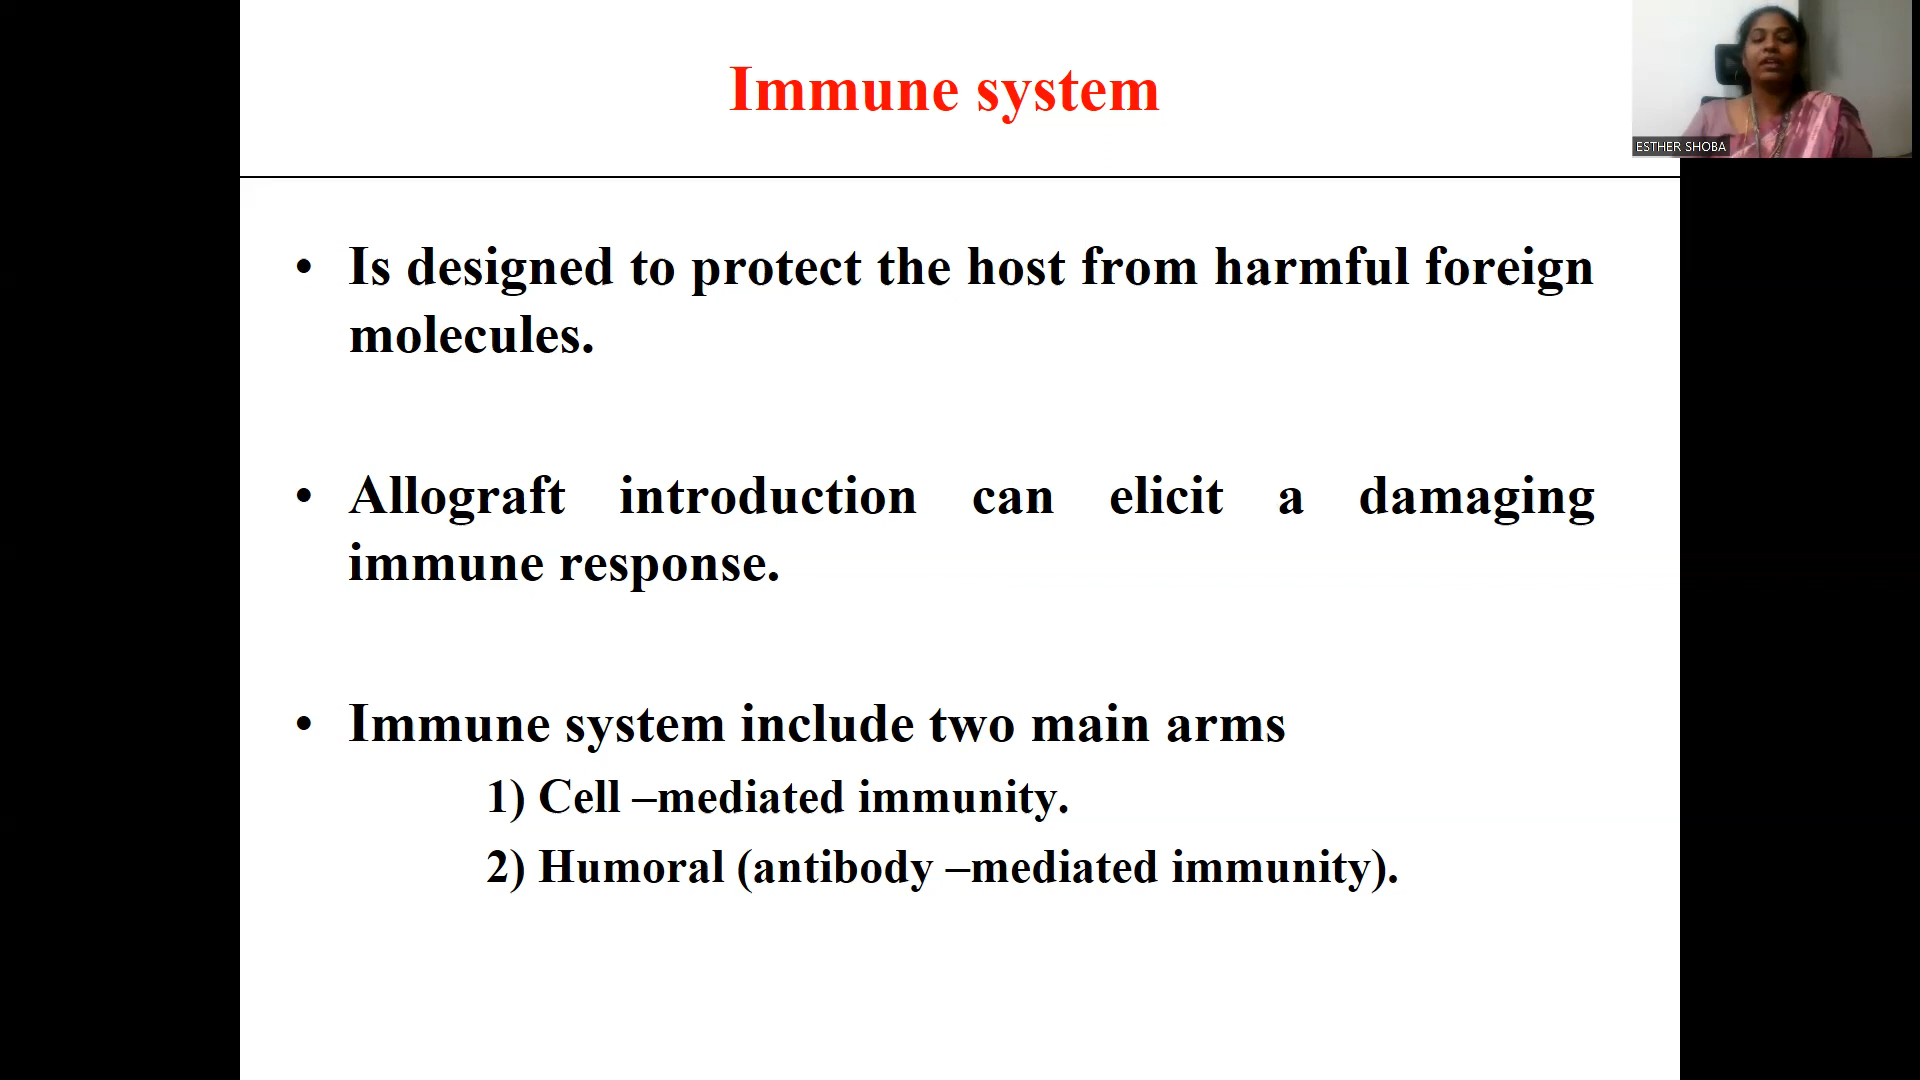 Immune system
ESTHER SHOBA
• Is designed to protect the host from harmful foreign
molecules.
• Allograft introduction can elicit a damaging
immune response.
• Immune system include two main arms
1) Cell –mediated immunity.
2) Humoral (antibody –mediated immunity).